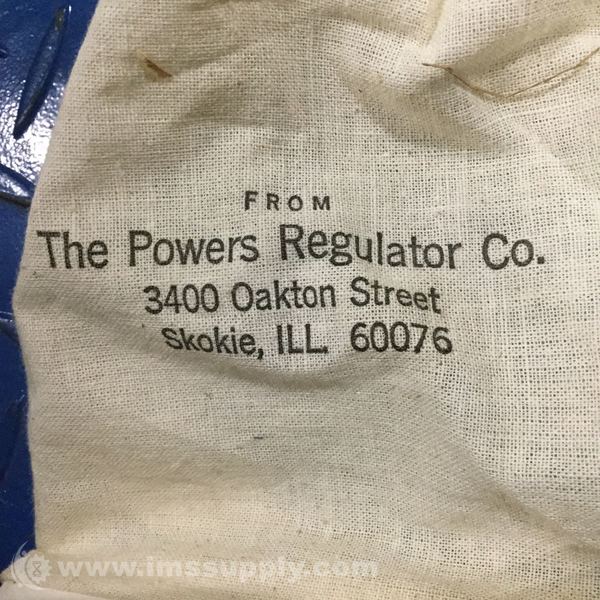 FROM
The Powers Regulator Co.
3400 Oakton Street
Skokie, ILL. 60076
www.imssupply.com